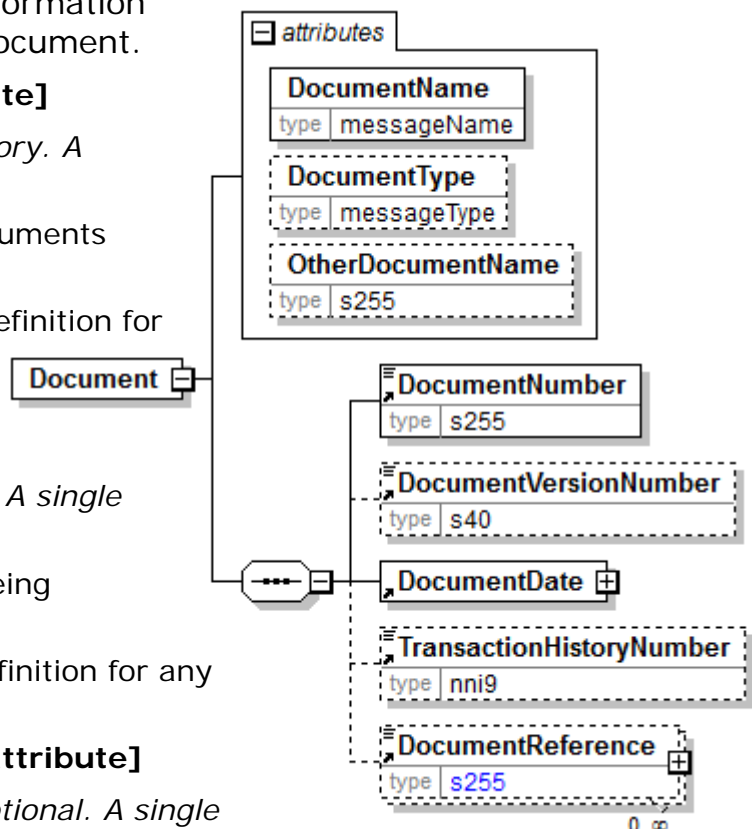 ormation
ocument.
te]
ory. A
uments
efinition for
A single
eing
finition for any
ttribute]
tional. A single
attributes
DocumentName
type messageName
DocumentType
type messageType
OtherDocumentName
type s255
Document
DocumentNumber
type s255
DocumentVersionNumber
type s40
DocumentDate
TransactionHistoryNumber
type nni9
DocumentReference
type s255
0..∞